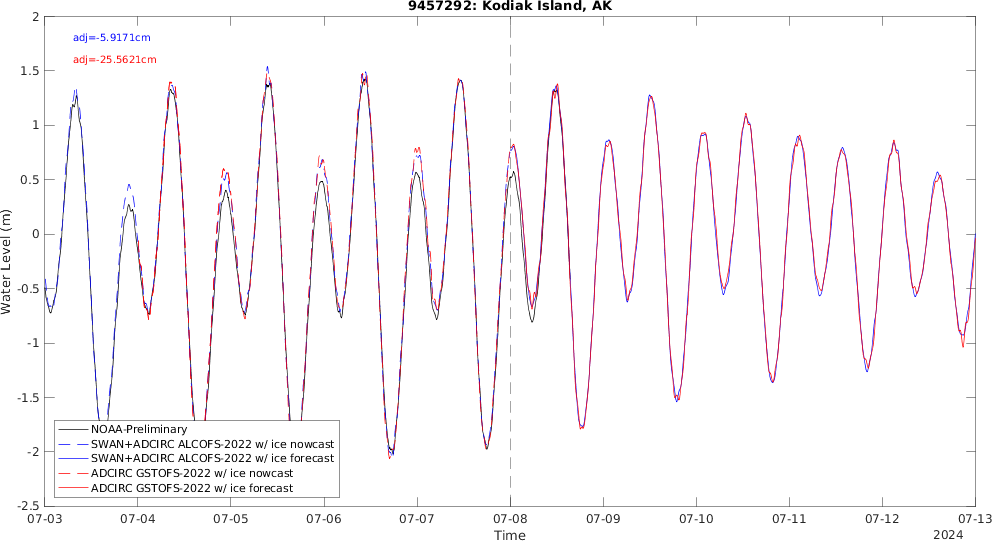 9457292: Kodiak Island, AK
adj=-5.9171cm
adj=-25.5621cm
Water Level (m)
2
1.5
1
0.5
0
-0.5
-1
-1.5
-2
-2.5
NOAA-Preliminary
SWAN+ADCIRC ALCOFS-2022 w/ ice nowcast
SWAN+ADCIRC ALCOFS-2022 w/ ice forecast
ADCIRC GSTOFS-2022 w/ ice nowcast
ADCIRC GSTOFS-2022 w/ ice forecast
07-03 07-04 07-05 07-06 07-07 07-08 07-09 07-10 07-11 07-12 07-13
Time
2024